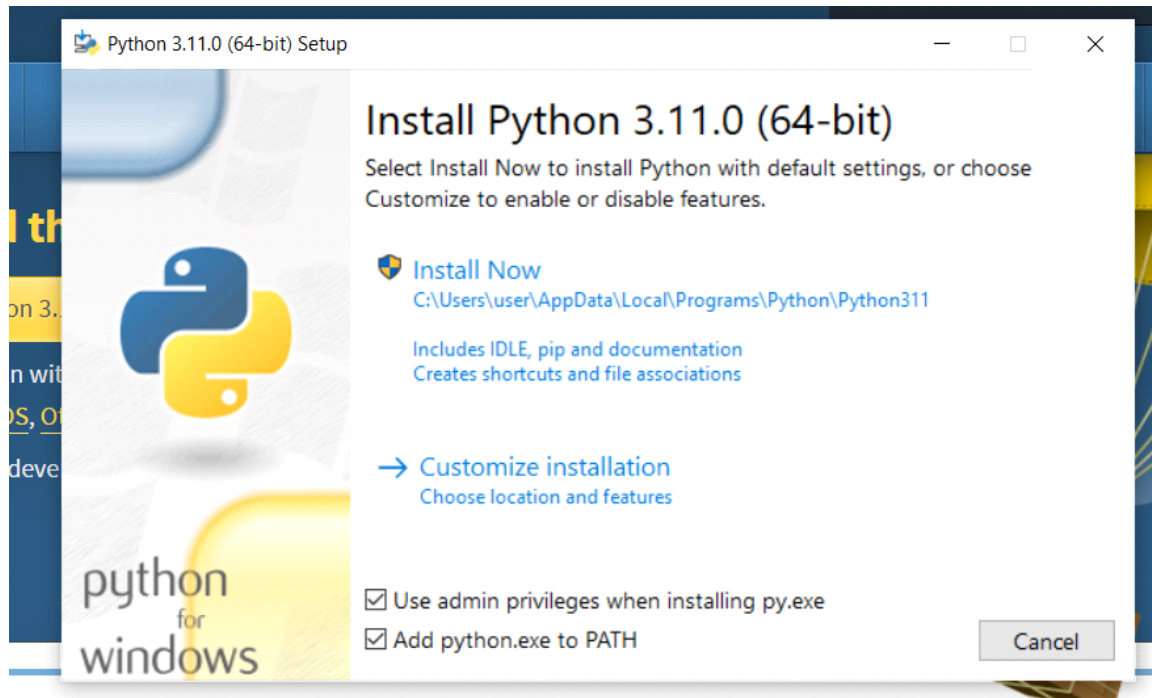 Python 3.11.0 (64-bit) Setup
Install Python 3.11.0 (64-bit)
Select Install Now to install Python with default settings, or choose
Customize to enable or disable features.
Install Now
C:\Users\user\AppData\Local\Programs\Python\Python311
Includes IDLE, pip and documentation
Creates shortcuts and file associations
Customize installation
Choose location and features
python
for
windows
Use admin privileges when installing py.exe
Add python.exe to PATH
Cancel